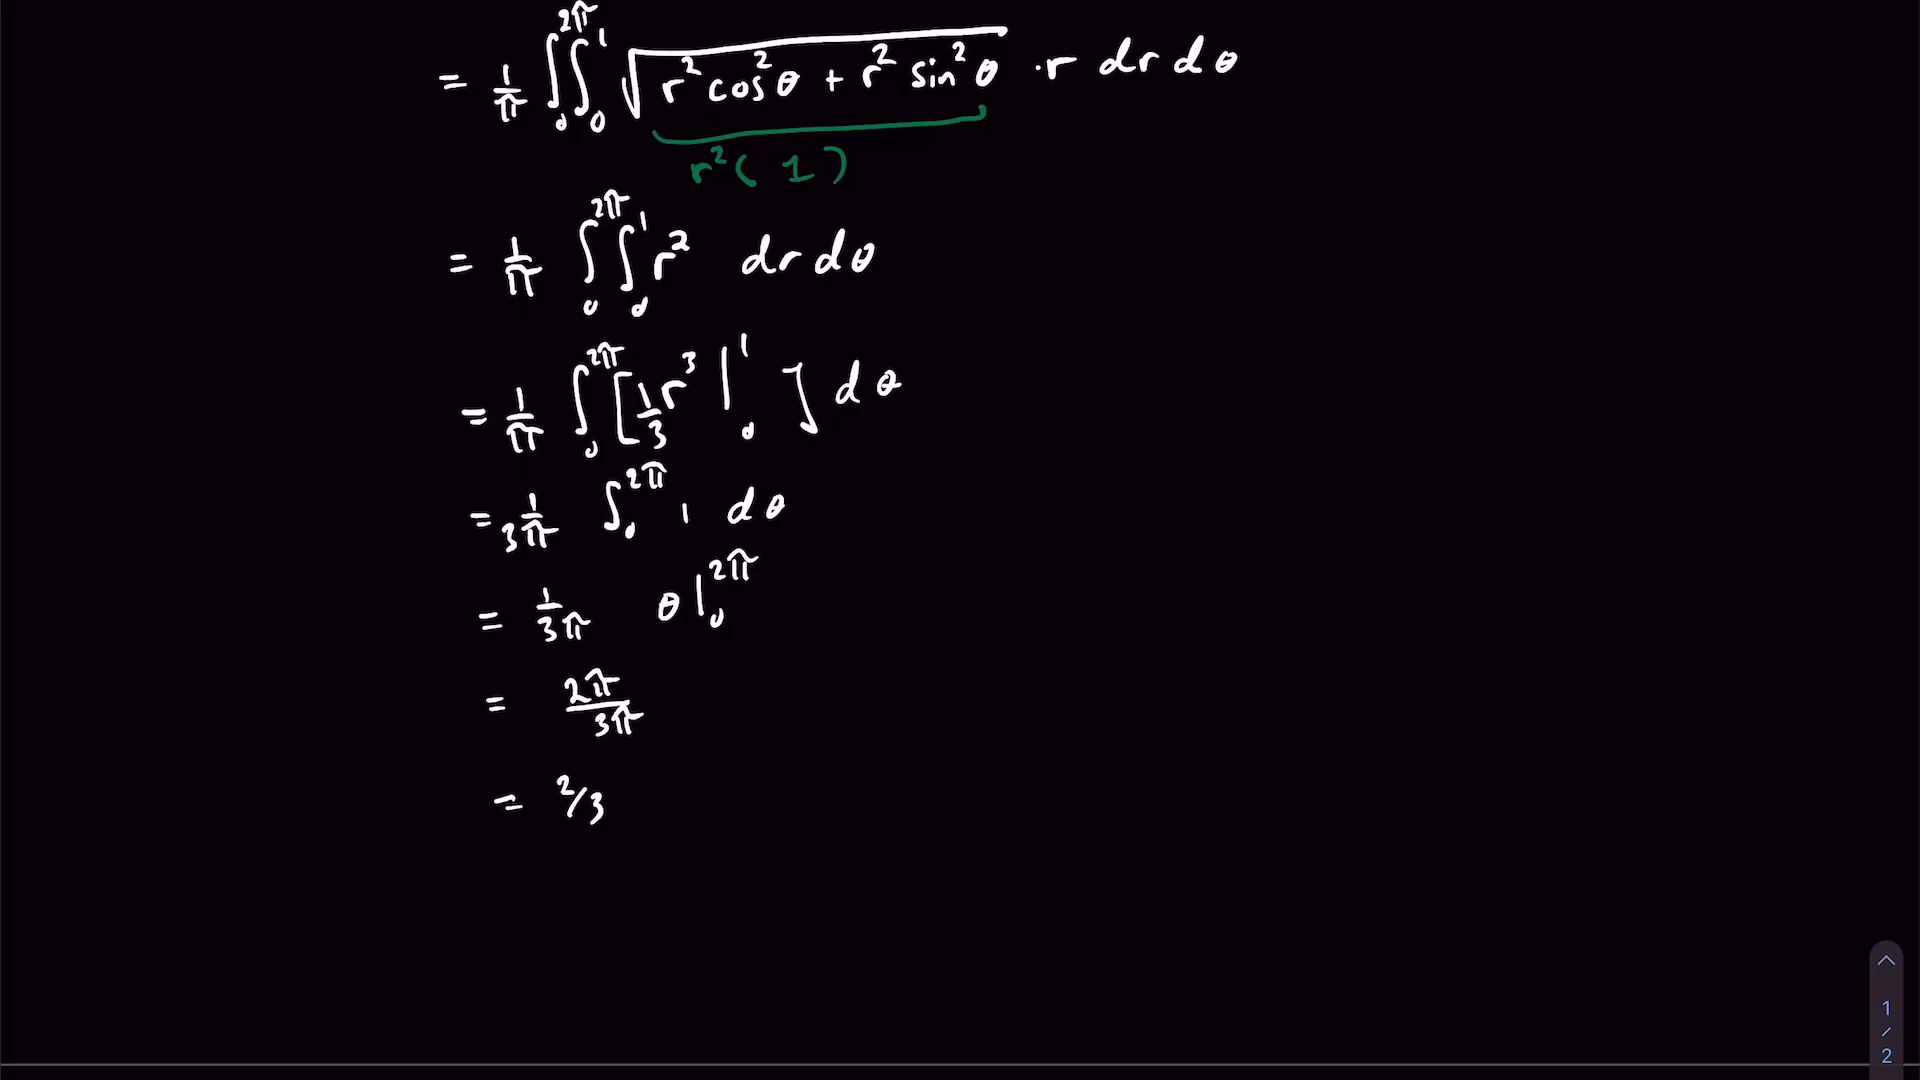 = 1/π ∫₀^2π ∫₀^1 √(r² cos² θ + r² sin² θ) · r dr dθ
r² ( 1 )
= 1/π ∫₀^2π ∫₀^1 r² dr dθ
= 1/π ∫₀^2π [ 1/3 r³ |₀^1 ] dθ
= 1/3π ∫₀^2π 1 dθ
= 1/3π θ |₀^2π
= 2π/3π
= 2/3
1 / 2